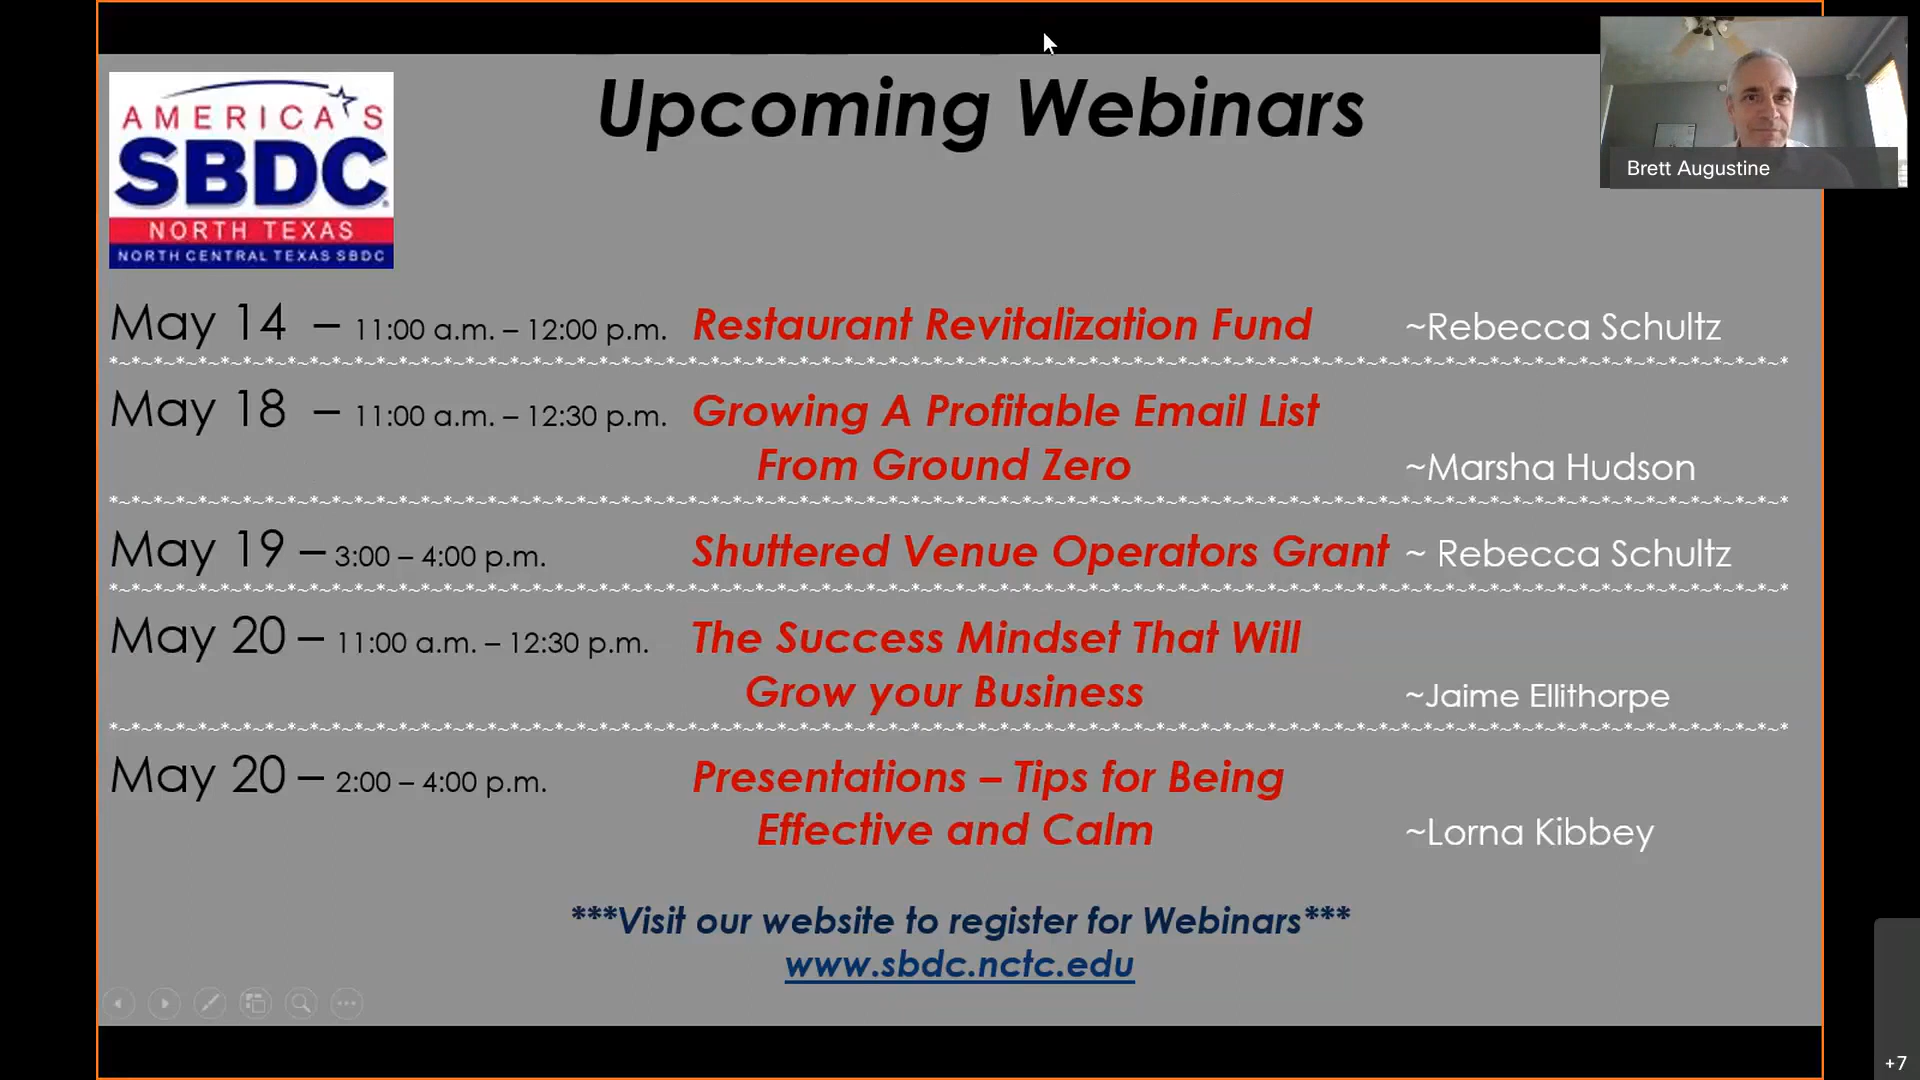 Upcoming Webinars
AMERICA'S
SBDC
NORTH TEXAS
NORTH CENTRAL TEXAS SBDC
Brett Augustine
May 14 – 11:00 a.m. – 12:00 p.m. Restaurant Revitalization Fund ~Rebecca Schultz
*~*~*~*~*~*~*~*~*~*~*~*~*~*~*~*~*~*~*~*~*~*~*~*~*~*~*~*~*~*~*~*~*~*~*~*~*~*~*~*~*~*~*~*~*~*~*~*~*~*~*~*~*~*~*~*
May 18 – 11:00 a.m. – 12:30 p.m. Growing A Profitable Email List
From Ground Zero ~Marsha Hudson
*~*~*~*~*~*~*~*~*~*~*~*~*~*~*~*~*~*~*~*~*~*~*~*~*~*~*~*~*~*~*~*~*~*~*~*~*~*~*~*~*~*~*~*~*~*~*~*~*~*~*~*~*~*~*~*
May 19 – 3:00 – 4:00 p.m. Shuttered Venue Operators Grant ~ Rebecca Schultz
*~*~*~*~*~*~*~*~*~*~*~*~*~*~*~*~*~*~*~*~*~*~*~*~*~*~*~*~*~*~*~*~*~*~*~*~*~*~*~*~*~*~*~*~*~*~*~*~*~*~*~*~*~*~*~*
May 20 – 11:00 a.m. – 12:30 p.m. The Success Mindset That Will
Grow your Business ~Jaime Ellithorpe
*~*~*~*~*~*~*~*~*~*~*~*~*~*~*~*~*~*~*~*~*~*~*~*~*~*~*~*~*~*~*~*~*~*~*~*~*~*~*~*~*~*~*~*~*~*~*~*~*~*~*~*~*~*~*~*
May 20 – 2:00 – 4:00 p.m. Presentations – Tips for Being
Effective and Calm ~Lorna Kibbey
***Visit our website to register for Webinars***
www.sbdc.nctc.edu
+7